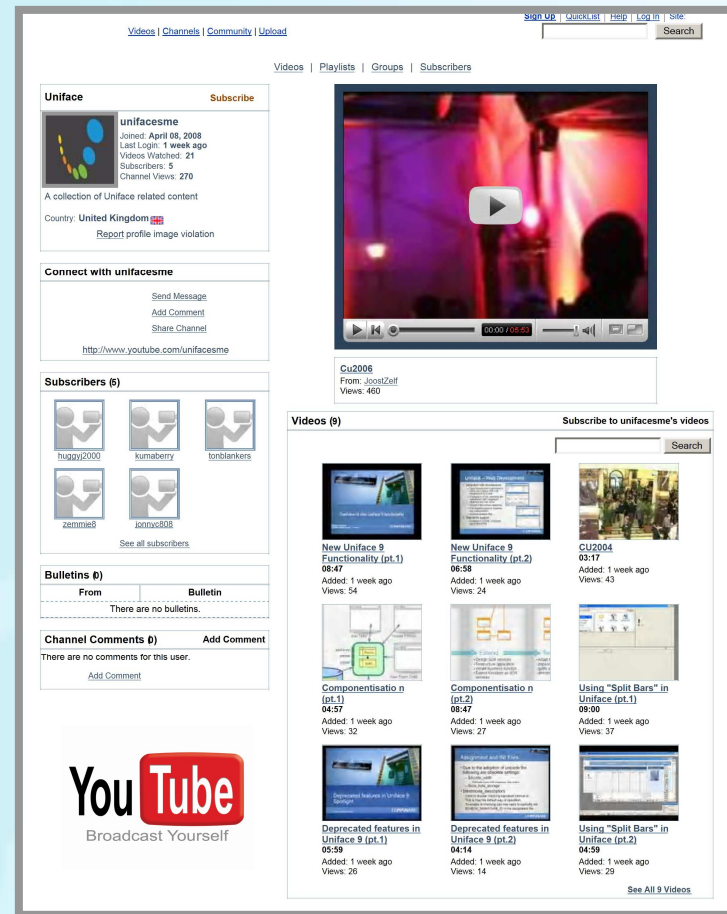 Sign Up | QuickList | Help | Log In | Site:
Videos | Channels | Community | Upload
Search
Videos | Playlists | Groups | Subscribers
Uniface Subscribe
unifacesme
Joined: April 08, 2008
Last Login: 1 week ago
Videos Watched: 21
Subscribers: 5
Channel Views: 270
A collection of Uniface related content
Country: United Kingdom
Report profile image violation
Connect with unifacesme
Send Message
Add Comment
Share Channel
http://www.youtube.com/unifacesme
Subscribers (5)
huggyj2000 kumaberry tonblankers
zemmie8 jonnyc808
See all subscribers
Bulletins (0)
From Bulletin
There are no bulletins.
Channel Comments (0) Add Comment
There are no comments for this user.
Add Comment
You Tube
Broadcast Yourself
00:00 / 05:53
Cu2006
From: JoostZelf
Views: 460
Videos (9) Subscribe to unifacesme's videos
Search
New Uniface 9
Functionality (pt.1)
08:47
Added: 1 week ago
Views: 54
New Uniface 9
Functionality (pt.2)
06:58
Added: 1 week ago
Views: 24
CU2004
03:17
Added: 1 week ago
Views: 43
Componentisatio n
(pt.1)
04:57
Added: 1 week ago
Views: 32
Componentisatio n
(pt.2)
08:47
Added: 1 week ago
Views: 27
Using "Split Bars" in
Uniface (pt.1)
09:00
Added: 1 week ago
Views: 37
Deprecated features in Uniface 9
Spotlight
Deprecated features in
Uniface 9 (pt.1)
05:59
Added: 1 week ago
Views: 26
Assignment and INI Files
Deprecated features in
Uniface 9 (pt.2)
04:14
Added: 1 week ago
Views: 14
Using "Split Bars" in
Uniface (pt.2)
04:59
Added: 1 week ago
Views: 29
See All 9 Videos